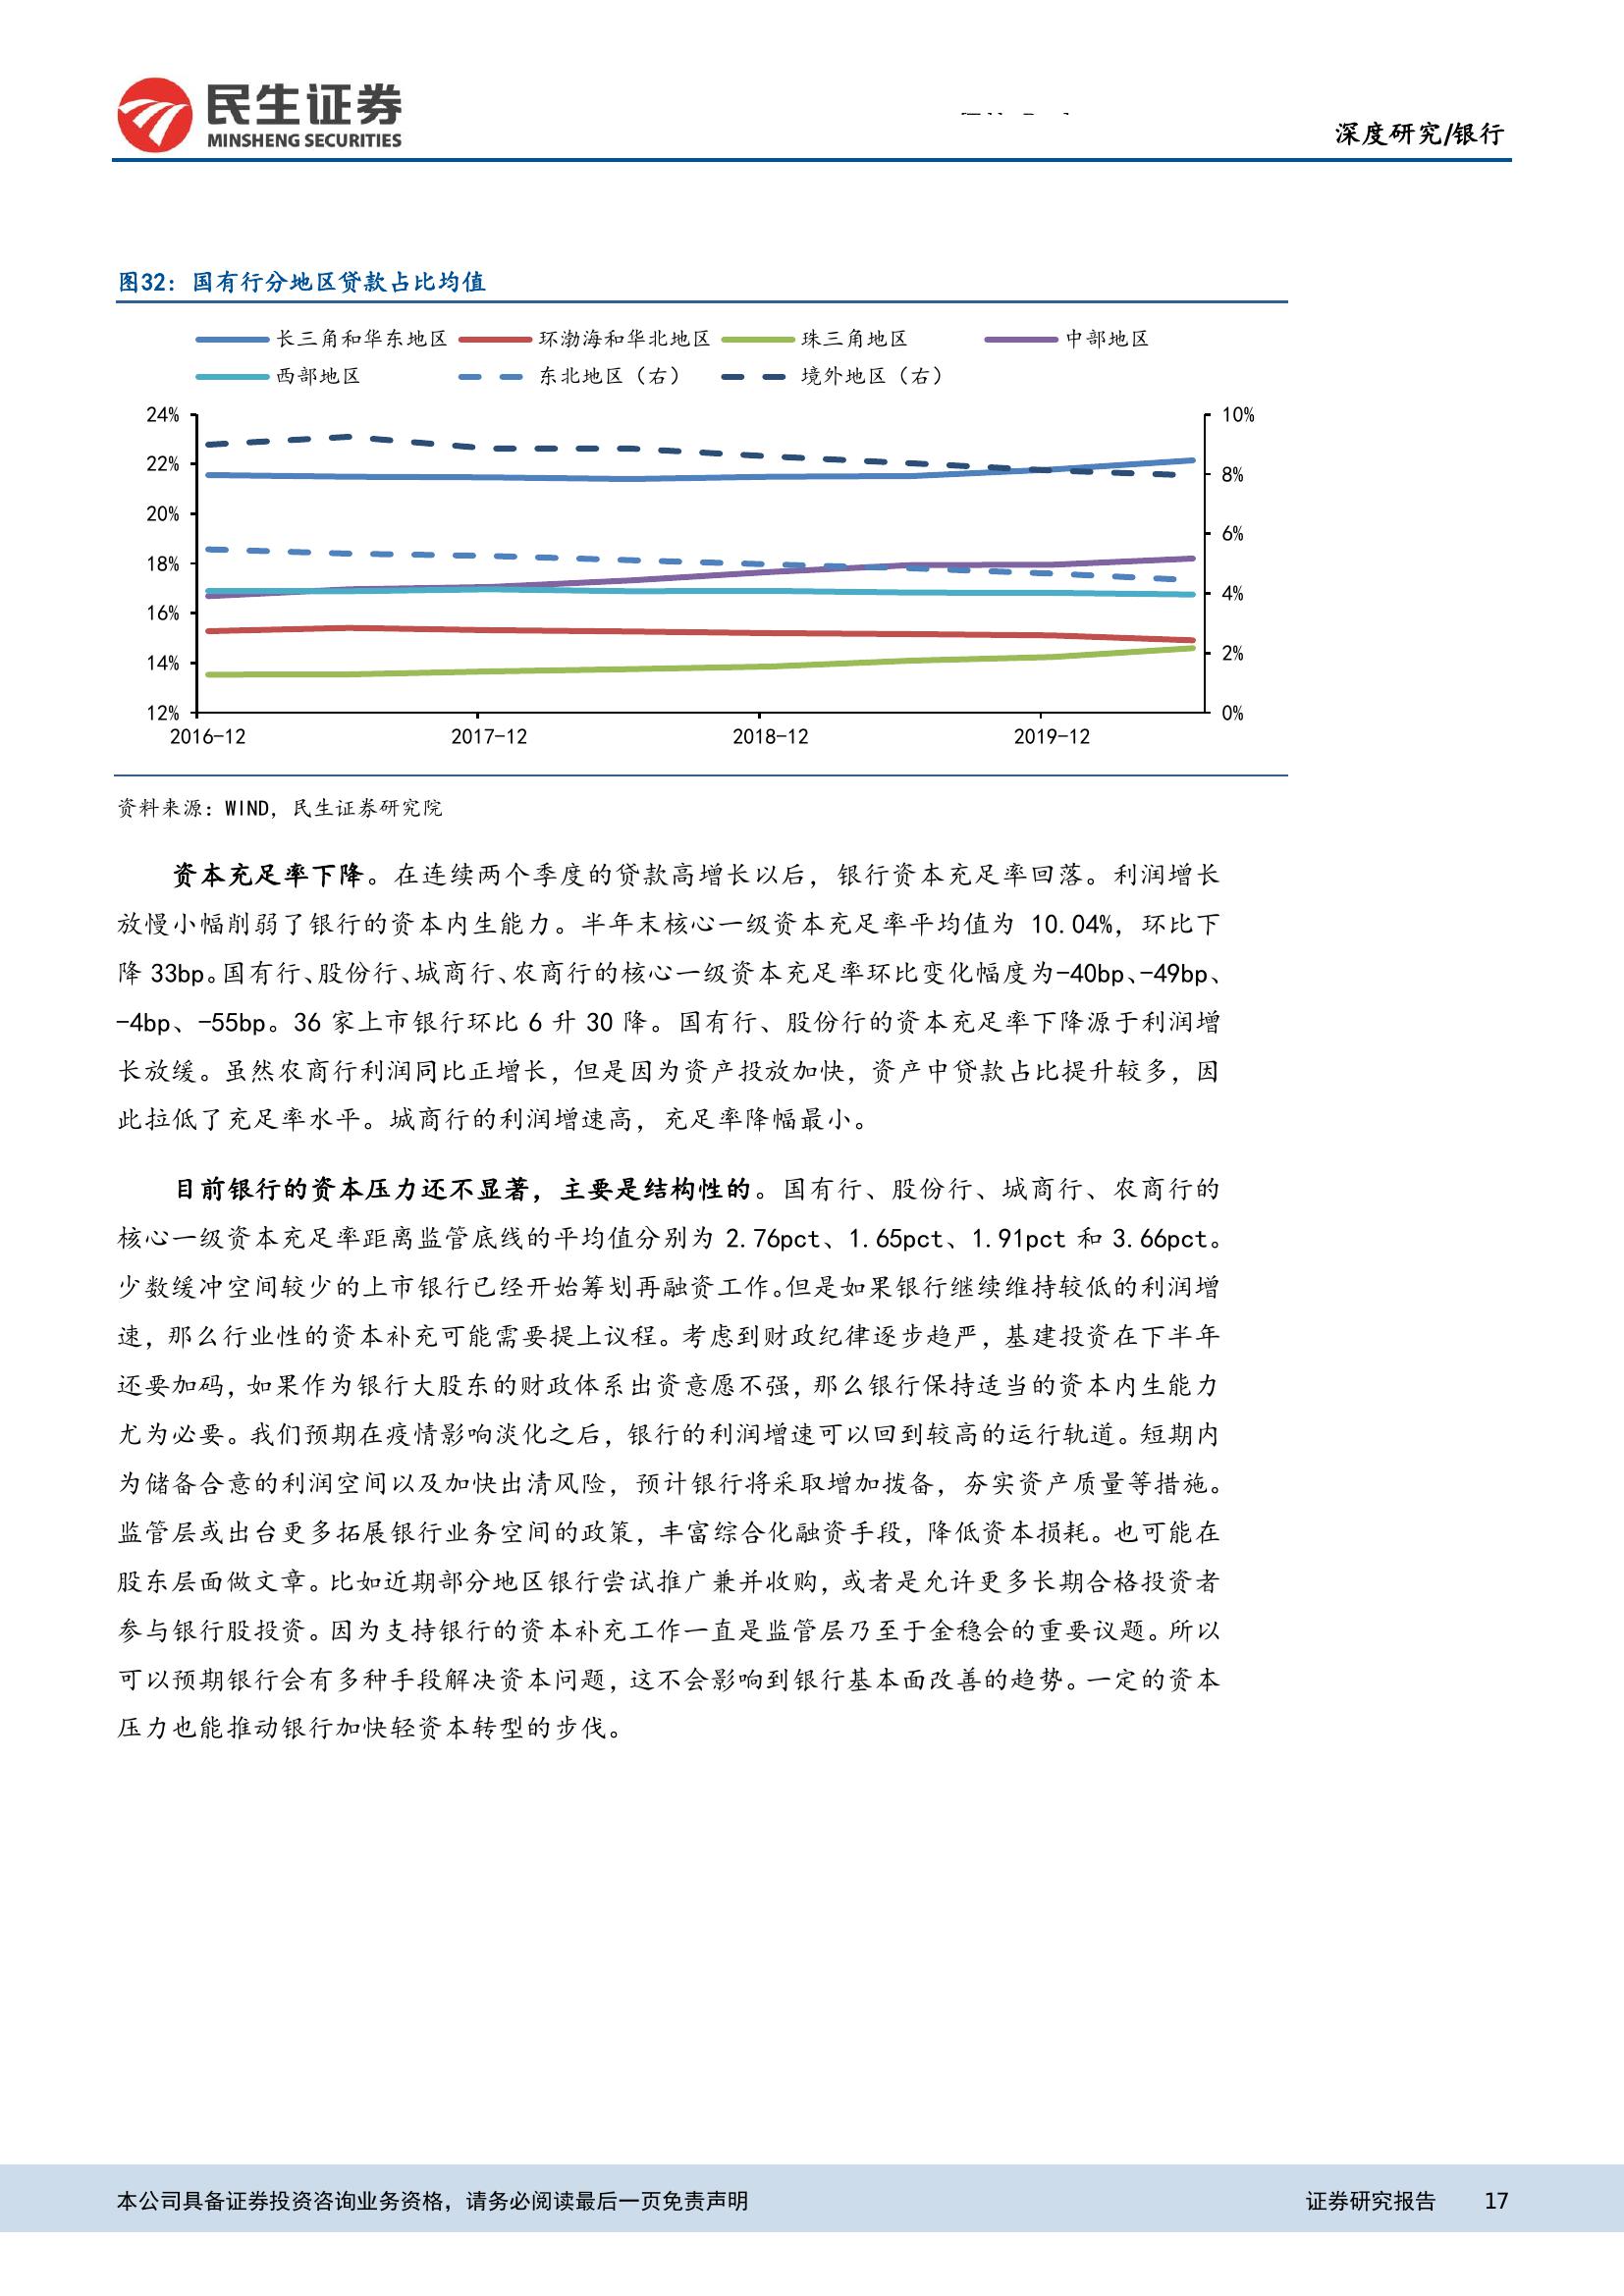 民生证券
MINSHENG SECURITIES
深度研究/银行
图32：国有行分地区贷款占比均值
长三角和华东地区 环渤海和华北地区 珠三角地区 中部地区
西部地区 东北地区（右） 境外地区（右）
24% 10%
22% 8%
20% 6%
18% 4%
16% 2%
14% 0%
12%
2016-12 2017-12 2018-12 2019-12
资料来源：WIND，民生证券研究院
资本充足率下降。在连续两个季度的贷款高增长以后，银行资本充足率回落。利润增长
放慢小幅削弱了银行的资本内生能力。半年末核心一级资本充足率平均值为 10.04%，环比下
降 33bp。国有行、股份行、城商行、农商行的核心一级资本充足率环比变化幅度为-40bp、-49bp、
-4bp、-55bp。36 家上市银行环比 6 升 30 降。国有行、股份行的资本充足率下降源于利润增
长放缓。虽然农商行利润同比正增长，但是因为资产投放加快，资产中贷款占比提升较多，因
此拉低了充足率水平。城商行的利润增速高，充足率降幅最小。
目前银行的资本压力还不显著，主要是结构性的。国有行、股份行、城商行、农商行的
核心一级资本充足率距离监管底线的平均值分别为 2.76pct、1.65pct、1.91pct 和 3.66pct。
少数缓冲空间较少的上市银行已经开始筹划再融资工作。但是如果银行继续维持较低的利润增
速，那么行业性的资本补充可能需要提上议程。考虑到财政纪律逐步趋严，基建投资在下半年
还要加码，如果作为银行大股东的财政体系出资意愿不强，那么银行保持适当的资本内生能力
尤为必要。我们预期在疫情影响淡化之后，银行的利润增速可以回到较高的运行轨道。短期内
为储备合意的利润空间以及加快出清风险，预计银行将采取增加拨备，夯实资产质量等措施。
监管层或出台更多拓展银行业务空间的政策，丰富综合化融资手段，降低资本损耗。也可能在
股东层面做文章。比如近期部分地区银行尝试推广兼并收购，或者是允许更多长期合格投资者
参与银行股投资。因为支持银行的资本补充工作一直是监管层乃至于金稳会的重要议题。所以
可以预期银行会有多种手段解决资本问题，这不会影响到银行基本面改善的趋势。一定的资本
压力也能推动银行加快轻资本转型的步伐。
本公司具备证券投资咨询业务资格，请务必阅读最后一页免责声明 证券研究报告 17